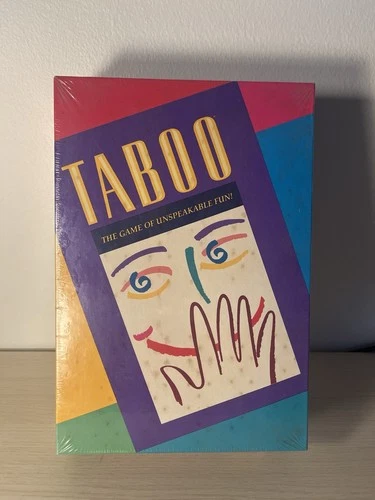 TABOO
THE GAME OF UNSPEAKABLE FUN!